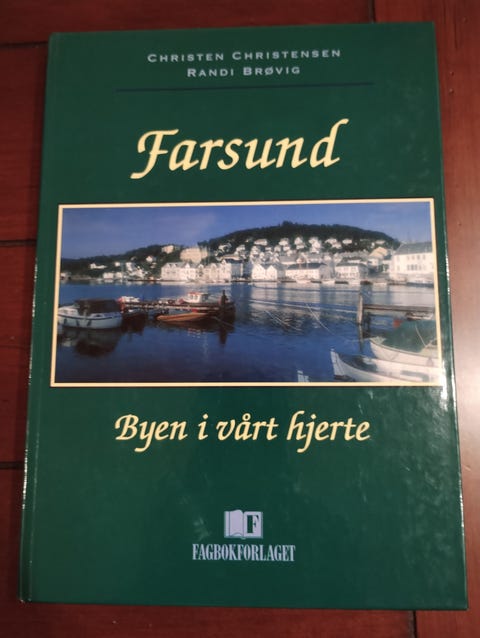 CHRISTEN CHRISTENSEN
RANDI BRØVIG
Farsund
Byen i vårt hjerte
F
FAGBOKFORLAGET